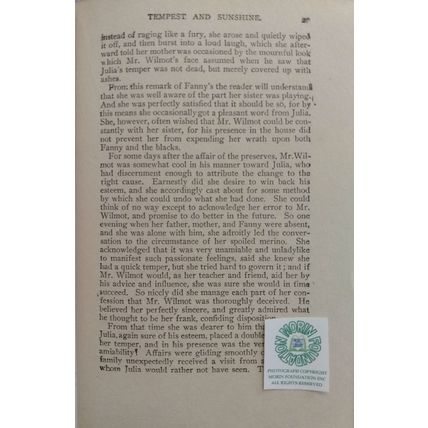 TEMPEST AND SUNSHINE.
instead of raging like a fury, she arose and quietly wiped
it off, and then burst into a loud laugh, which she after-
ward told her mother was occasioned by the mournful look
which Mr. Wilmot's face assumed when he saw that
Julia's temper was not dead, but merely covered up with
ashes.
From this remark of Fanny's the reader will understand
that she was well aware of the part her sister was playing,
And she was perfectly satisfied that it should be so, for by
this means she occasionally got a pleasant word from Julia.
She, however, often wished that Mr. Wilmot could be con-
stantly with her sister, for his presence in the house did
not prevent her from expending her wrath upon both
Fanny and the blacks.
For some days after the affair of the preserves, Mr. Wil-
mot was somewhat cool in his manner toward Julia, who
had discernment enough to attribute the change to the
right cause. Earnestly did she desire to win back his
esteem, and she accordingly cast about for some method
by which she could undo what she had done. She could
think of no way except to acknowledge her error to Mr.
Wilmot, and promise to do better in the future. So one
evening when her father, mother, and Fanny were absent,
and she was alone with him, she adroitly led the conver-
sation to the circumstance of her spoiled merino. She
acknowledged that it was very unamiable and unladylike
to manifest such passionate feelings, said she knew she
had a quick temper, but she tried hard to govern it; and if
Mr. Wilmot would, as her teacher and friend, aid her by
his advice and influence, she was sure she would in time
succeed. So nicely did she manage each part of her con-
fession that Mr. Wilmot was thoroughly deceived. He
believed her perfectly sincere, and greatly admired what
he thought to be her frank, confiding disposition.
From that time she was dearer to him th
Julia, again sure of his esteem, placed a double
her temper, and in his presence was the ver
amiability! Affairs were gliding smoothly
family unexpectedly received a visit from a
whom Julia would rather not have seen. T
MORIN FOUNDATION
PHOTOGRAPH COPYRIGHT
MORIN FOUNDATION INC
ALL RIGHTS RESERVED